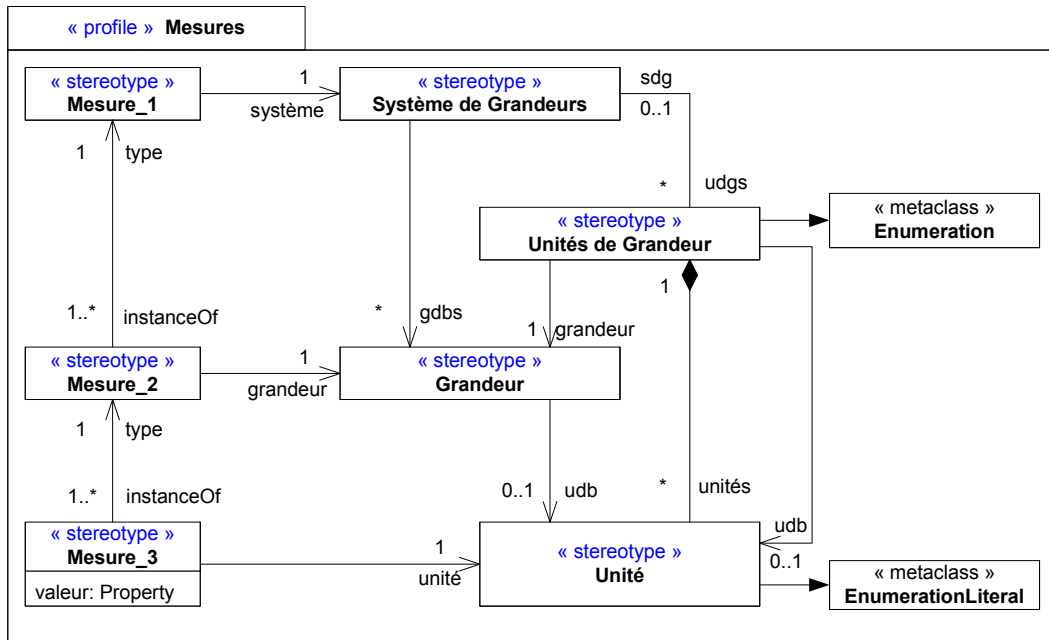 « profile » Mesures
« stereotype »
Mesure_1
1
système
« stereotype »
Système de Grandeurs
sdg
0..1
1
type
*
udgs
« stereotype »
Unités de Grandeur
« metaclass »
Enumeration
1..*
instanceOf
*
gdbs
1
grandeur
1
« stereotype »
Mesure_2
1
grandeur
« stereotype »
Grandeur
1
type
1..*
instanceOf
0..1
udb
*
unités
« stereotype »
Mesure_3
valeur: Property
1
unité
« stereotype »
Unité
udb
0..1
« metaclass »
EnumerationLiteral